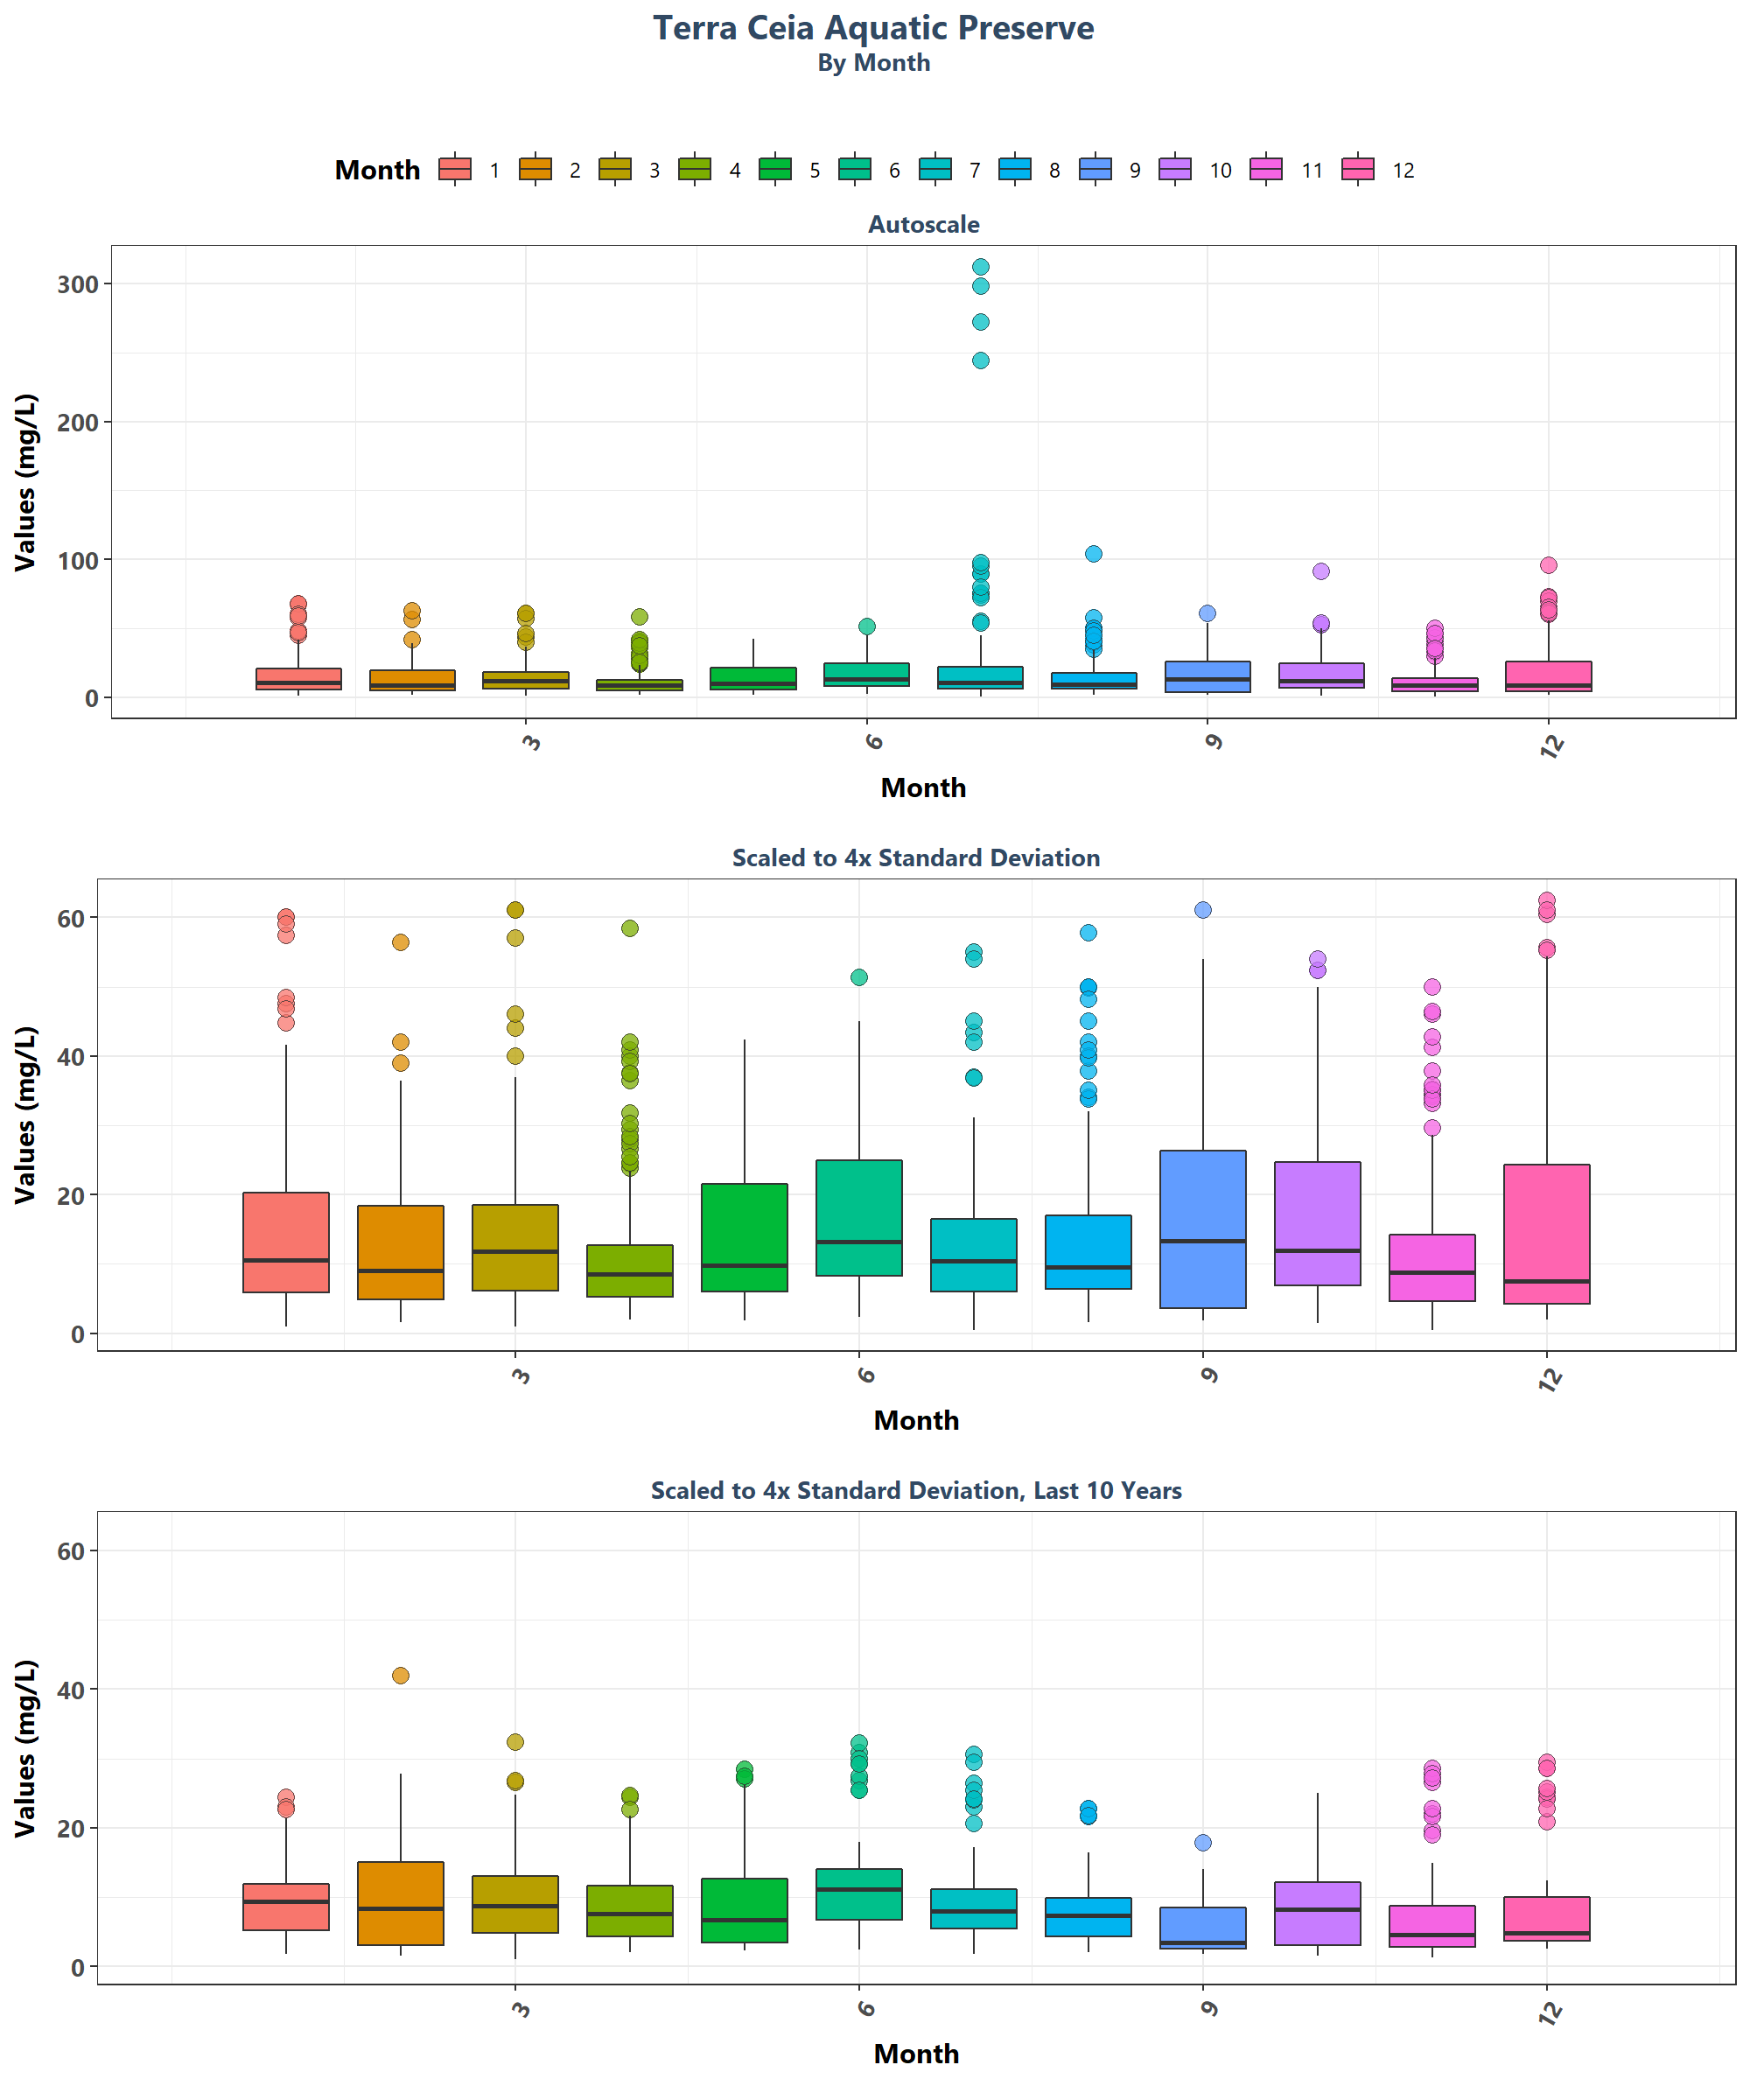 Terra Ceia Aquatic Preserve
By Month
Month 1 2 3 4 5 6 7 8 9 10 11 12
Autoscale
Values (mg/L)
300
200
100
0
3 6 9 12
Month
Scaled to 4x Standard Deviation
Values (mg/L)
60
40
20
0
3 6 9 12
Month
Scaled to 4x Standard Deviation, Last 10 Years
Values (mg/L)
60
40
20
0
3 6 9 12
Month